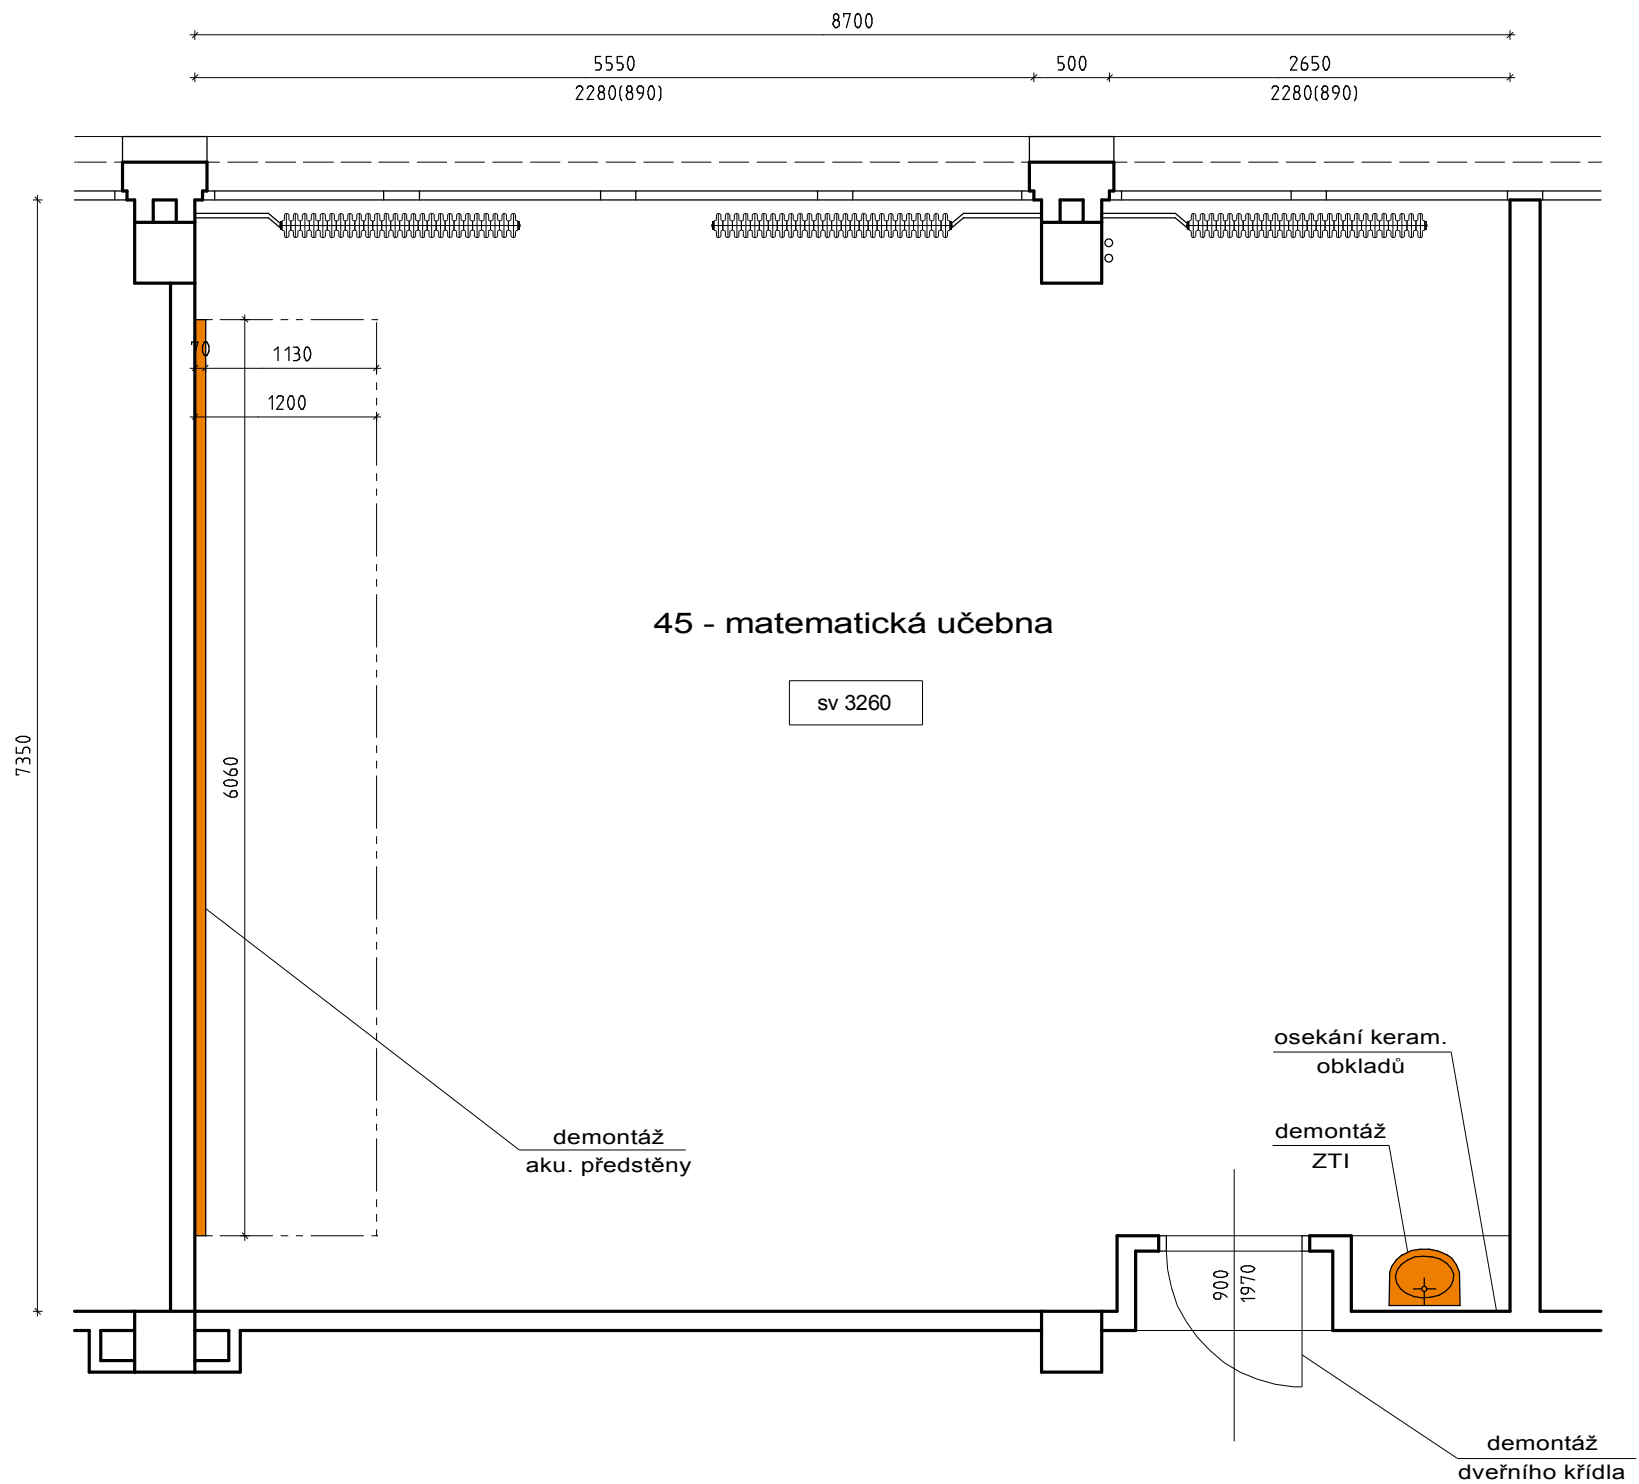 8700
5550 500 2650
2280(890) 2280(890)
70 1130
1200
45 - matematická učebna
sv 3260
7350
6060
osekání keram.
obkladů
demontáž
ZTI
demontáž
aku. předstěny
900
1970
demontáž
dveřního křídla